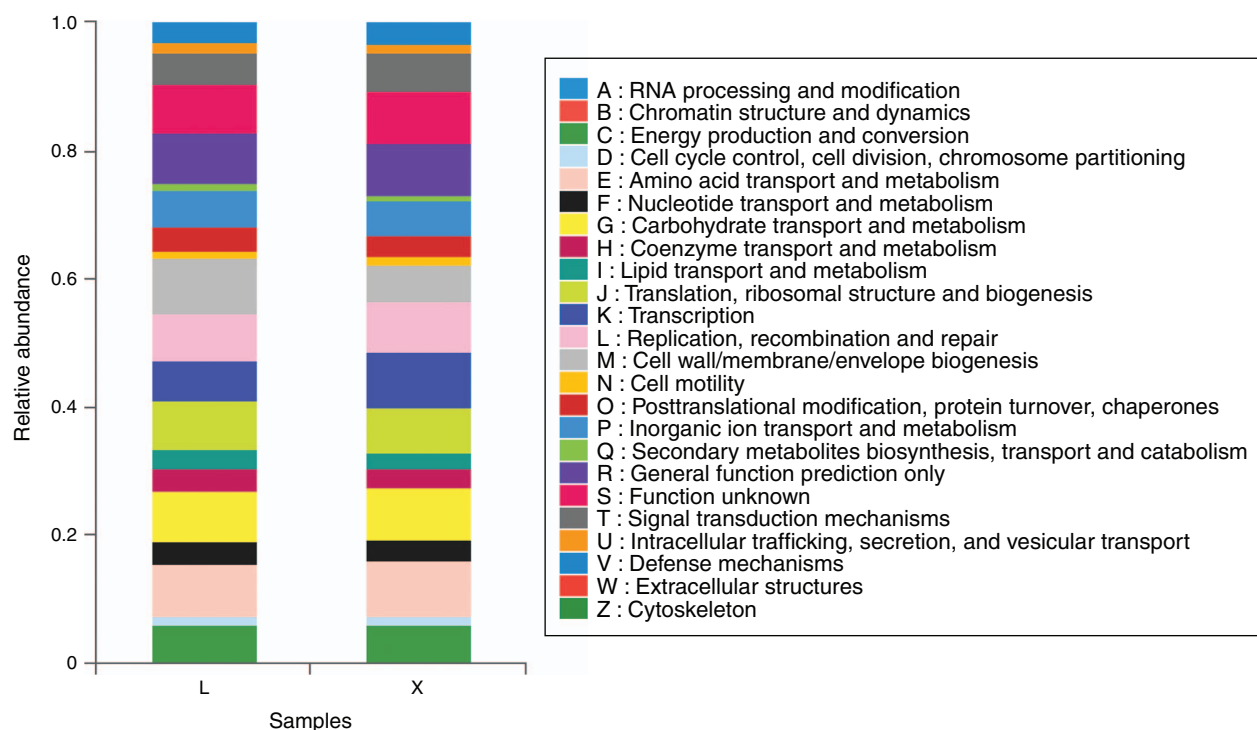 1.0
0.8
0.6
0.4
0.2
0
Relative abundance
L
X
Samples
A : RNA processing and modification
B : Chromatin structure and dynamics
C : Energy production and conversion
D : Cell cycle control, cell division, chromosome partitioning
E : Amino acid transport and metabolism
F : Nucleotide transport and metabolism
G : Carbohydrate transport and metabolism
H : Coenzyme transport and metabolism
I : Lipid transport and metabolism
J : Translation, ribosomal structure and biogenesis
K : Transcription
L : Replication, recombination and repair
M : Cell wall/membrane/envelope biogenesis
N : Cell motility
O : Posttranslational modification, protein turnover, chaperones
P : Inorganic ion transport and metabolism
Q : Secondary metabolites biosynthesis, transport and catabolism
R : General function prediction only
S : Function unknown
T : Signal transduction mechanisms
U : Intracellular trafficking, secretion, and vesicular transport
V : Defense mechanisms
W : Extracellular structures
Z : Cytoskeleton